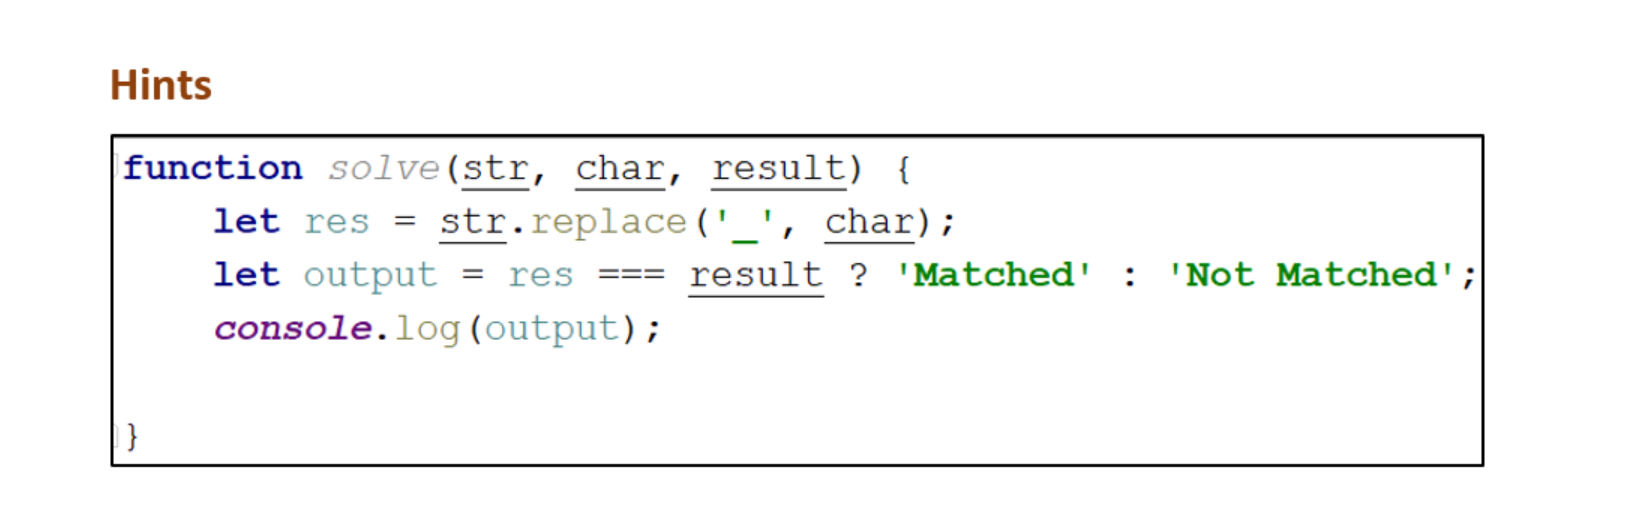 Hints
function solve(str, char, result) {
    let res = str.replace('_', char);
    let output = res === result ? 'Matched' : 'Not Matched';
    console.log(output);
}